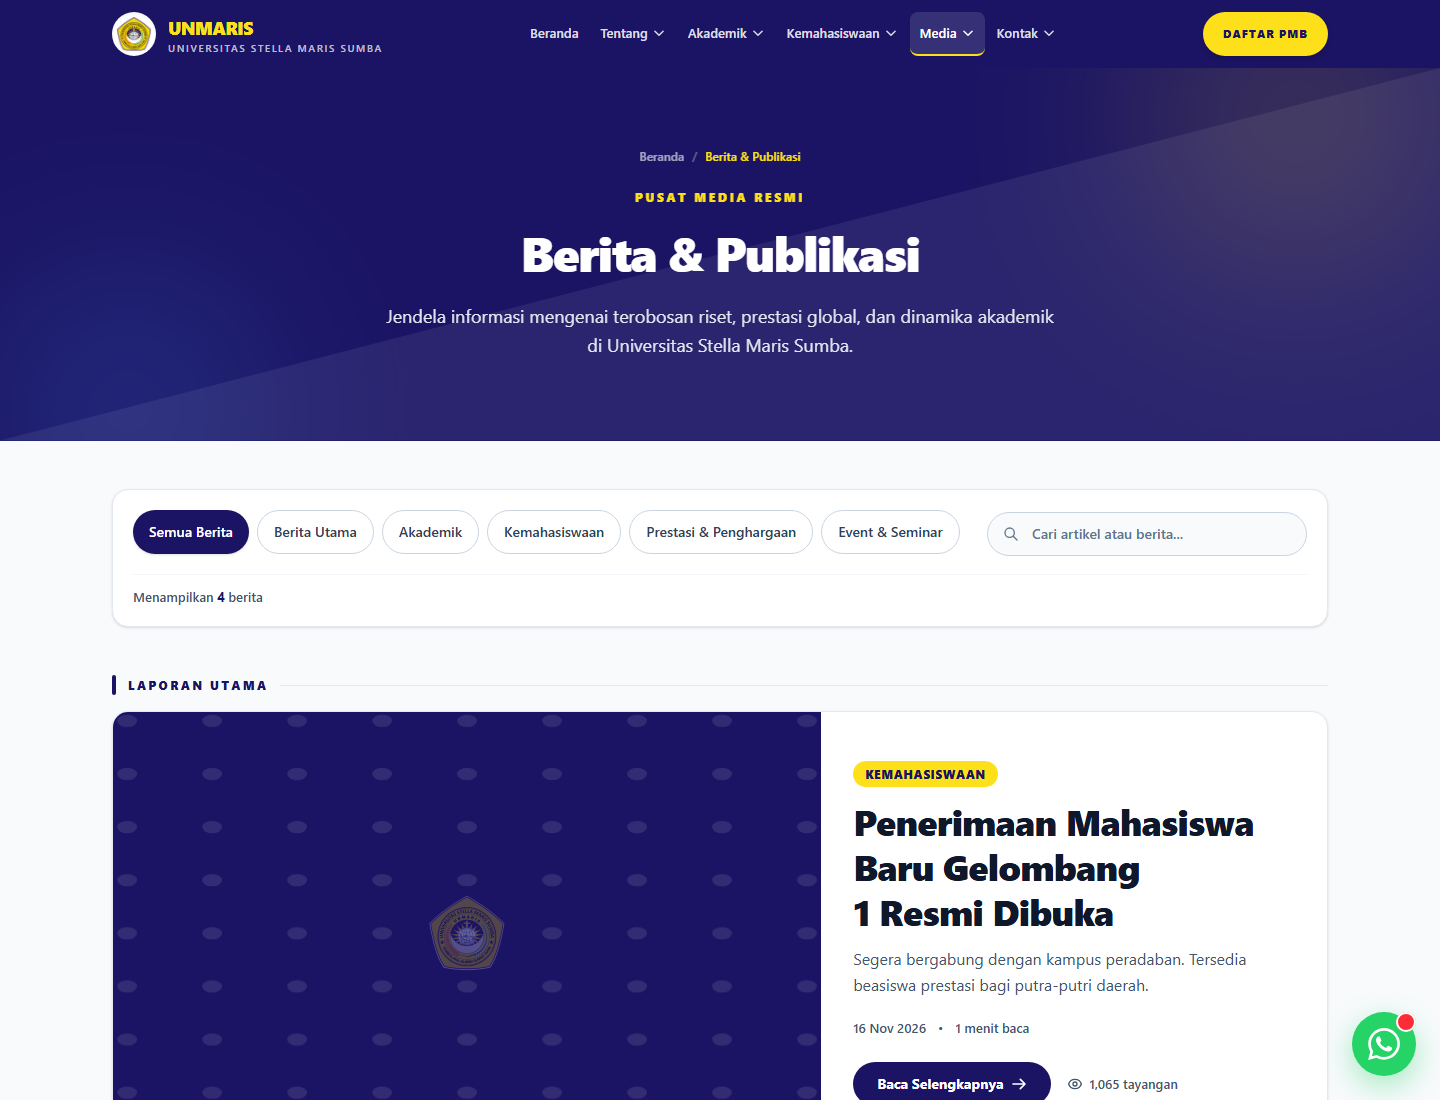 UNMARIS
UNIVERSITAS STELLA MARIS SUMBA
Beranda
Tentang
Akademik
Kemahasiswaan
Media
Kontak
DAFTAR PMB
Beranda / Berita & Publikasi
PUSAT MEDIA RESMI
Berita & Publikasi
Jendela informasi mengenai terobosan riset, prestasi global, dan dinamika akademik
di Universitas Stella Maris Sumba.
Semua Berita
Berita Utama
Akademik
Kemahasiswaan
Prestasi & Penghargaan
Event & Seminar
Cari artikel atau berita...
Menampilkan 4 berita
LAPORAN UTAMA
KEMAHASISWAAN
Penerimaan Mahasiswa
Baru Gelombang
1 Resmi Dibuka
Segera bergabung dengan kampus peradaban. Tersedia
beasiswa prestasi bagi putra-putri daerah.
16 Nov 2026 • 1 menit baca
Baca Selengkapnya
1,065 tayangan